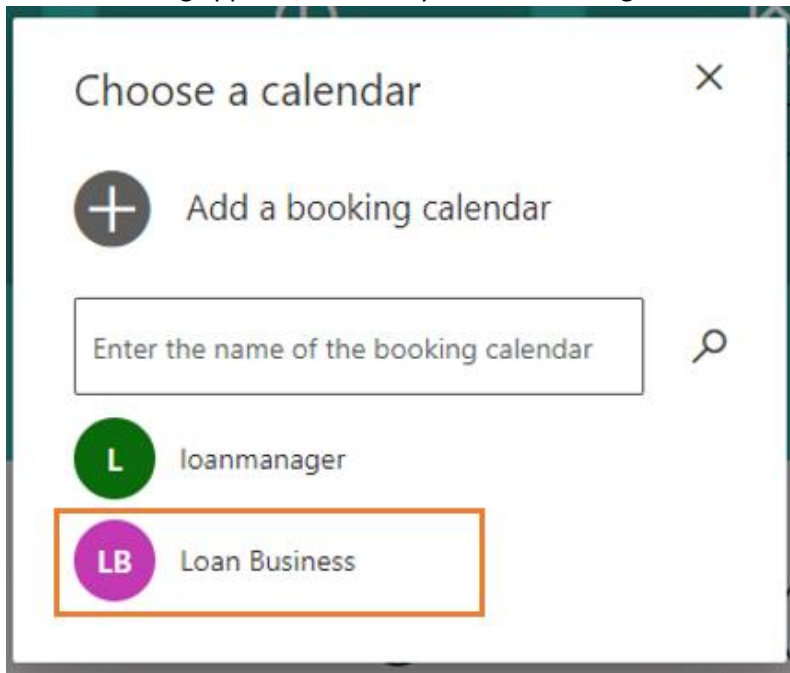 Choose a calendar
Add a booking calendar
Enter the name of the booking calendar
L loanmanager
LB Loan Business